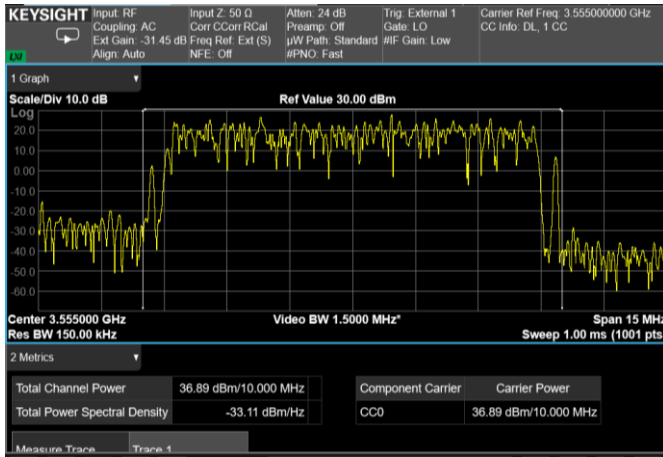 KEYSIGHT Input: RF Input Z: 50 Ω Atten: 24 dB Trig: External 1 Carrier Ref Freq: 3.555000000 GHz
Coupling: AC Corr CCorr RCal Preamp: Off Gate: LO CC Info: DL, 1 CC
Ext Gain: -31.45 dB Freq Ref: Ext (S) µW Path: Standard #IF Gain: Low
LXI Align: Auto NFE: Off #PNO: Fast
1 Graph
Scale/Div 10.0 dB Ref Value 30.00 dBm
Log
20.0
10.0
0.00
-10.0
-20.0
-30.0
-40.0
-50.0
-60.0
Center 3.555000 GHz Video BW 1.5000 MHz* Span 15 MHz
Res BW 150.00 kHz Sweep 1.00 ms (1001 pts
2 Metrics
Total Channel Power 36.89 dBm/10.000 MHz Component Carrier Carrier Power
Total Power Spectral Density -33.11 dBm/Hz CC0 36.89 dBm/10.000 MHz
Measure Trace Trace 1